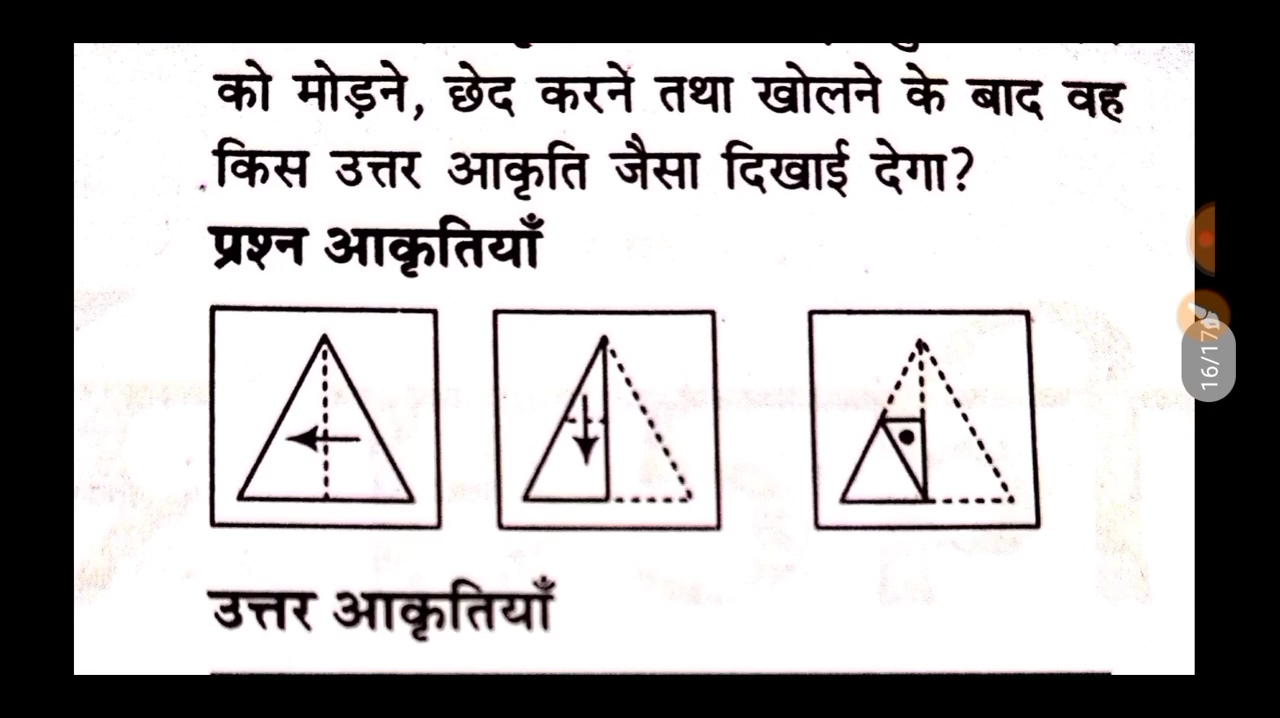 को मोड़ने, छेद करने तथा खोलने के बाद वह
किस उत्तर आकृति जैसा दिखाई देगा?
प्रश्न आकृतियाँ
16/17
उत्तर आकृतियाँ